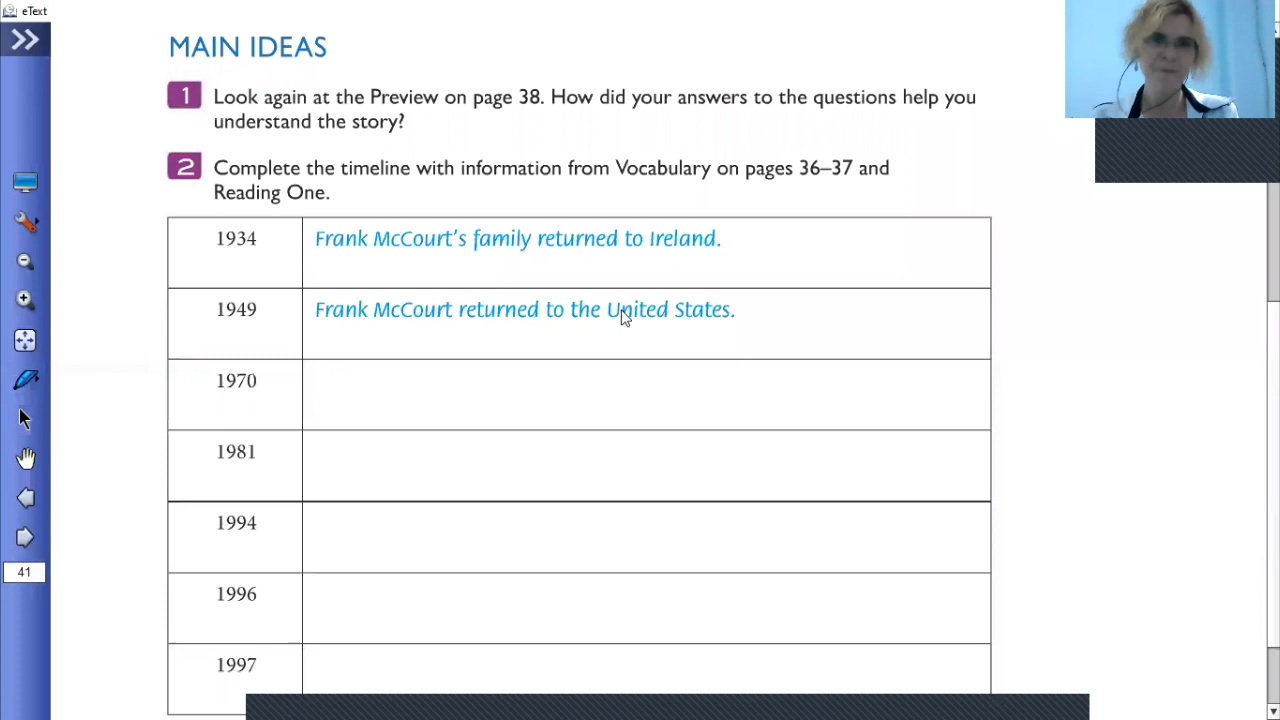 eText
MAIN IDEAS
1 Look again at the Preview on page 38. How did your answers to the questions help you
understand the story?
2 Complete the timeline with information from Vocabulary on pages 36–37 and
Reading One.
1934 Frank McCourt's family returned to Ireland.
1949 Frank McCourt returned to the United States.
1970
1981
1994
1996
1997
41